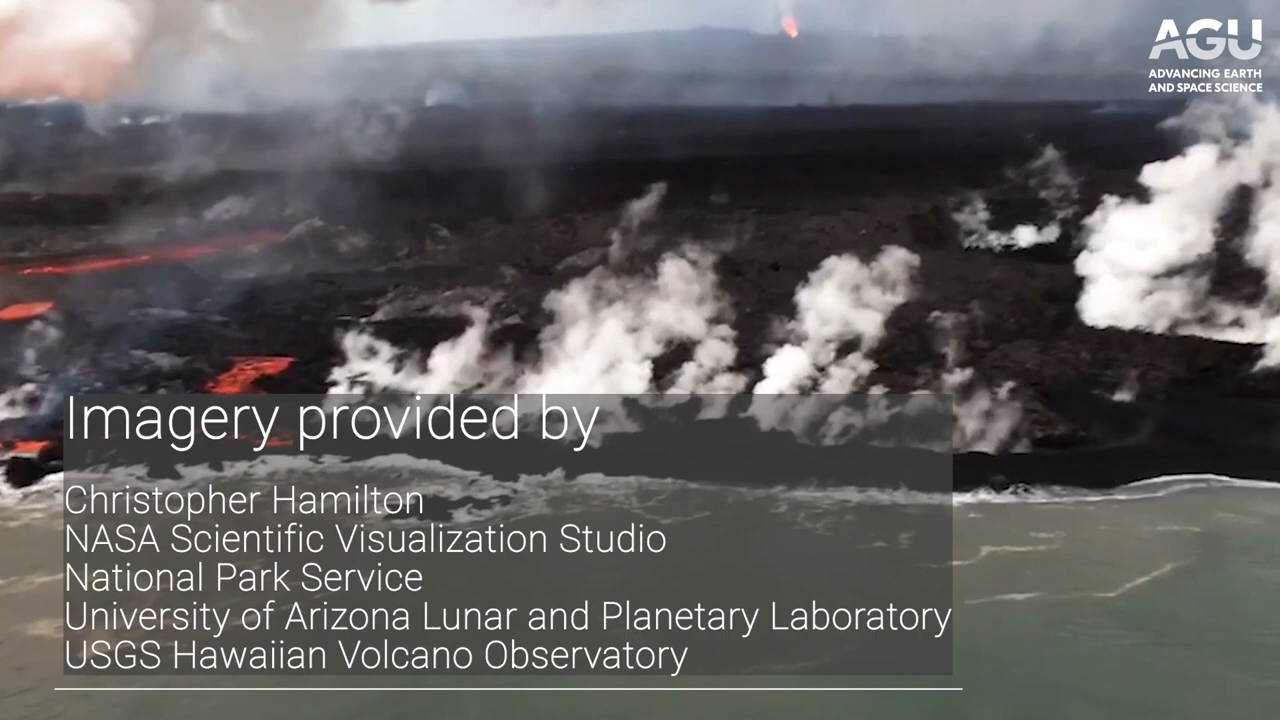 AGU
ADVANCING EARTH
AND SPACE SCIENCE
Imagery provided by
Christopher Hamilton
NASA Scientific Visualization Studio
National Park Service
University of Arizona Lunar and Planetary Laboratory
USGS Hawaiian Volcano Observatory